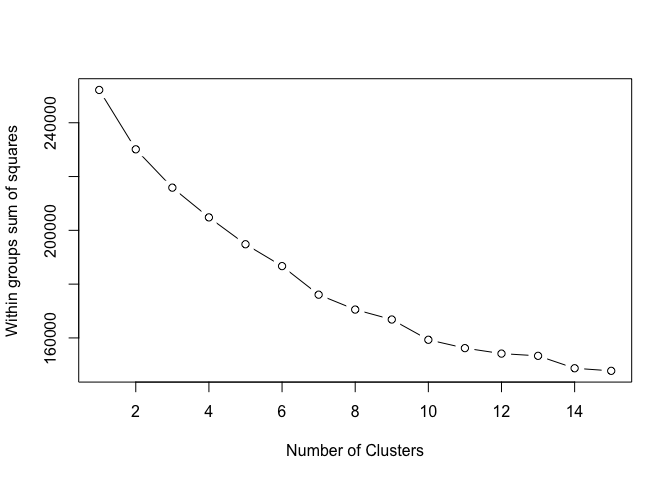 Within groups sum of squares
240000
200000
160000
2 4 6 8 10 12 14
Number of Clusters